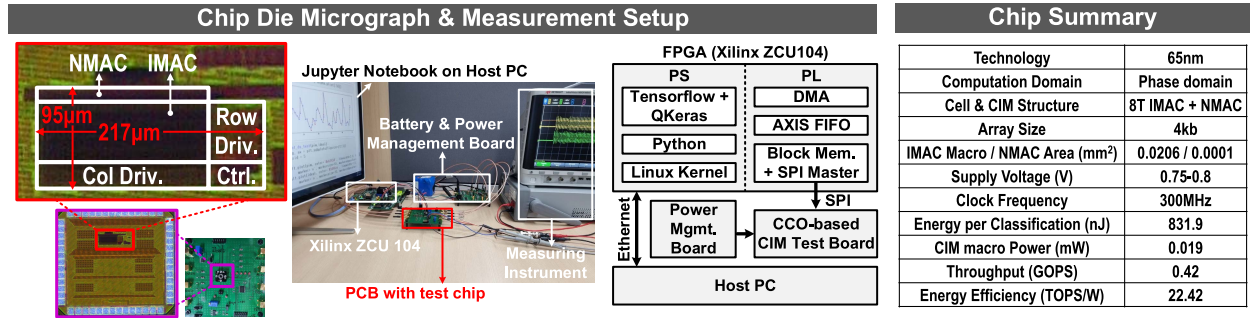 Chip Die Micrograph & Measurement Setup
NMAC
IMAC
95μm
217μm
Row
Driv.
Col Driv.
Ctrl.
Jupyter Notebook on Host PC
Battery & Power
Management Board
Xilinx ZCU 104
Measuring
Instrument
PCB with test chip
FPGA (Xilinx ZCU104)
PS
Tensorflow +
QKeras
Python
Linux Kernel
PL
DMA
AXIS FIFO
Block Mem.
+ SPI Master
SPI
Ethernet
Power
Mgmt.
Board
CCO-based
CIM Test Board
Host PC
Chip Summary
Technology 65nm
Computation Domain Phase domain
Cell & CIM Structure 8T IMAC + NMAC
Array Size 4kb
IMAC Macro / NMAC Area (mm²) 0.0206 / 0.0001
Supply Voltage (V) 0.75-0.8
Clock Frequency 300MHz
Energy per Classification (nJ) 831.9
CIM macro Power (mW) 0.019
Throughput (GOPS) 0.42
Energy Efficiency (TOPS/W) 22.42